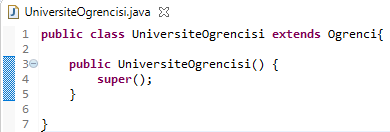 UniversiteOgrencisi.java
1 public class UniversiteOgrencisi extends Ogrenci{
2
3 public UniversiteOgrencisi() {
4 super();
5 }
6
7 }